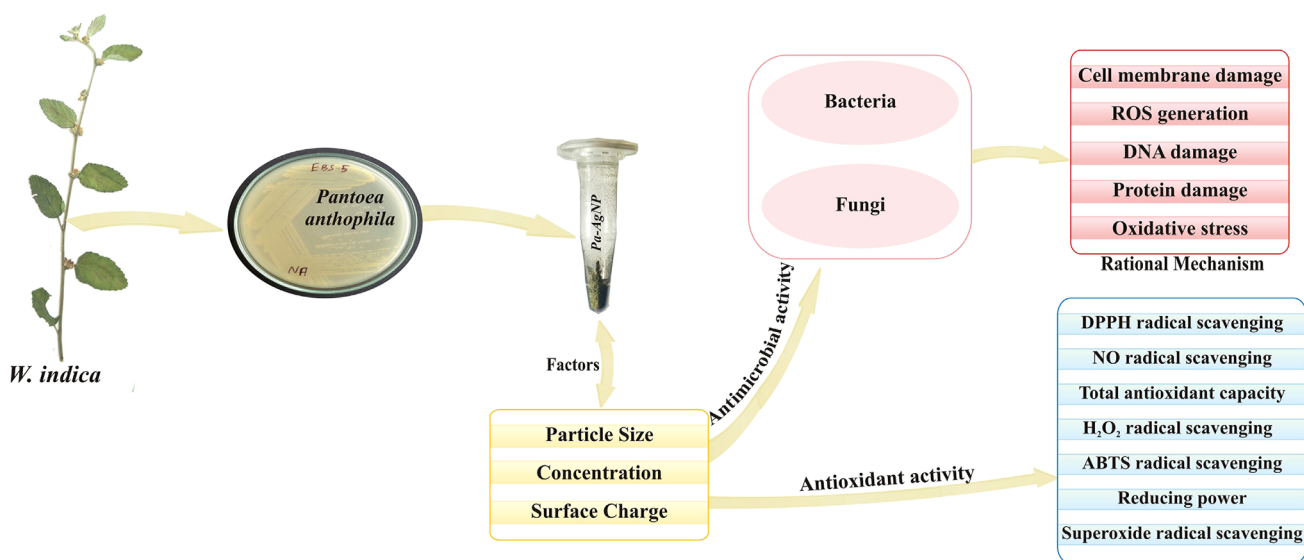 W. indica
EBS-5
Pantoea
anthophila
NA
Pa-AgNP
Factors
Particle Size
Concentration
Surface Charge
Antimicrobial activity
Antioxidant activity
Bacteria
Fungi
Cell membrane damage
ROS generation
DNA damage
Protein damage
Oxidative stress
Rational Mechanism
DPPH radical scavenging
NO radical scavenging
Total antioxidant capacity
H₂O₂ radical scavenging
ABTS radical scavenging
Reducing power
Superoxide radical scavenging